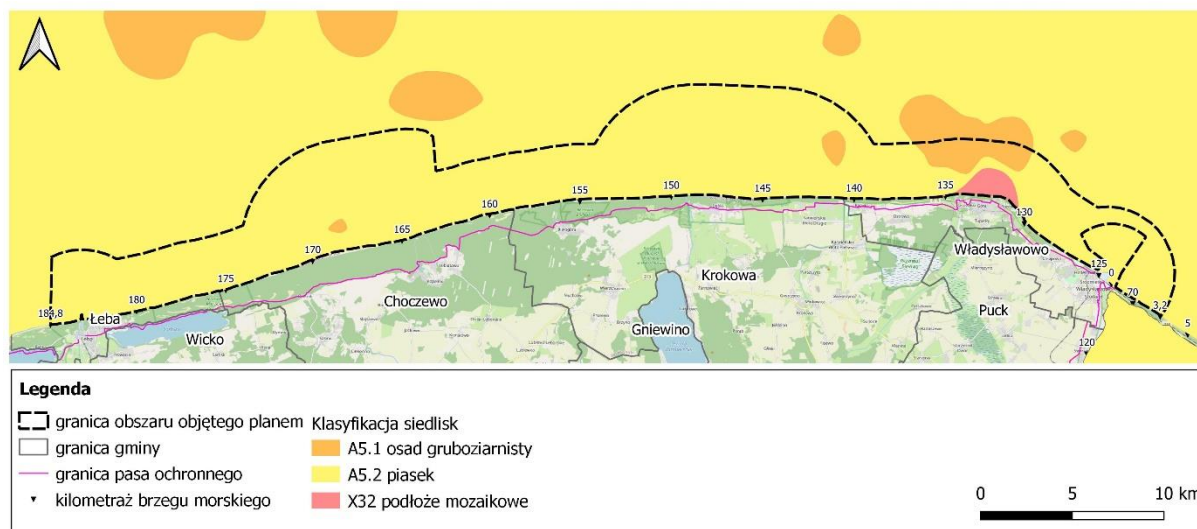 135
155
150
145
140
160
130
165
170
Władysławowo
125
0
175
Krokowa
70
180
Choczewo
3,2
184,8
Łeba
Puck
5
Wicko
Gniewino
120
Legenda
granica obszaru objętego planem
granica gminy
granica pasa ochronnego
kilometraż brzegu morskiego
Klasyfikacja siedlisk
A5.1 osad gruboziarnisty
A5.2 piasek
X32 podłoże mozaikowe
0 5 10 km